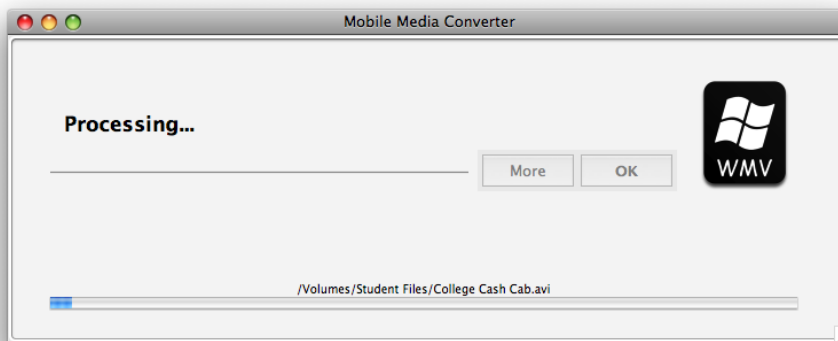 Mobile Media Converter
Processing...
More
OK
WMV
/Volumes/Student Files/College Cash Cab.avi